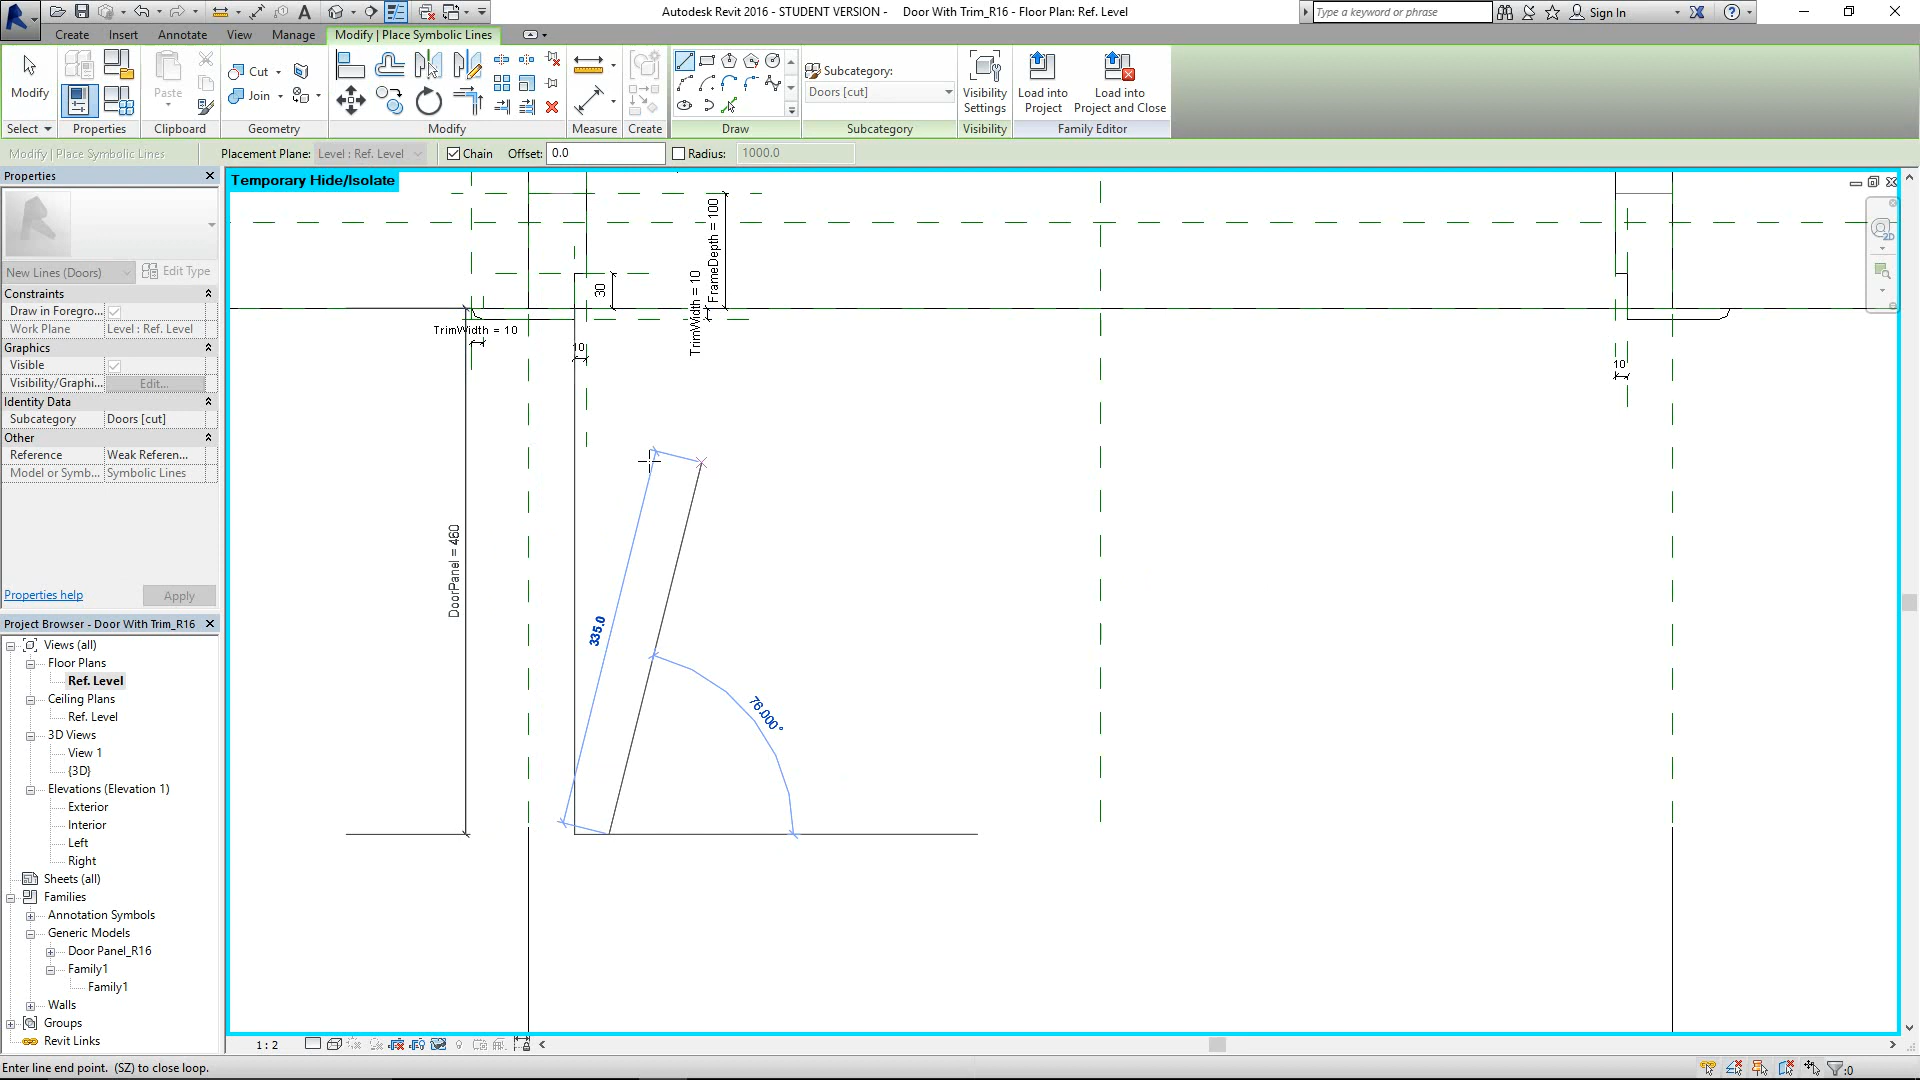 Autodesk Revit 2016 - STUDENT VERSION - Door With Trim_R16 - Floor Plan: Ref. Level
Type a keyword or phrase
Sign In
Create Insert Annotate View Manage Modify | Place Symbolic Lines
Modify
Paste
Cut
Join
Subcategory:
Doors [cut]
Visibility Settings
Load into Project
Load into Project and Close
Select Properties Clipboard Geometry Modify Measure Create Draw Subcategory Visibility Family Editor
Modify | Place Symbolic Lines Placement Plane: Level : Ref. Level Chain Offset: 0.0 Radius: 1000.0
Properties
New Lines (Doors) Edit Type
Constraints
Draw in Foregro...
Work Plane Level : Ref. Level
Graphics
Visible
Visibility/Graphi... Edit...
Identity Data
Subcategory Doors [cut]
Other
Reference Weak Referen...
Model or Symb... Symbolic Lines
Properties help Apply
Project Browser - Door With Trim_R16
Views (all)
Floor Plans
Ref. Level
Ceiling Plans
Ref. Level
3D Views
View 1
{3D}
Elevations (Elevation 1)
Exterior
Interior
Left
Right
Sheets (all)
Families
Annotation Symbols
Generic Models
Door Panel_R16
Family1
Family1
Walls
Groups
Revit Links
Temporary Hide/Isolate
2D
FrameDepth = 100
30
TrimWidth = 10
TrimWidth = 10
10
10
DoorPanel = 460
335.0
76.000°
1 : 2
Enter line end point. (SZ) to close loop.
:0